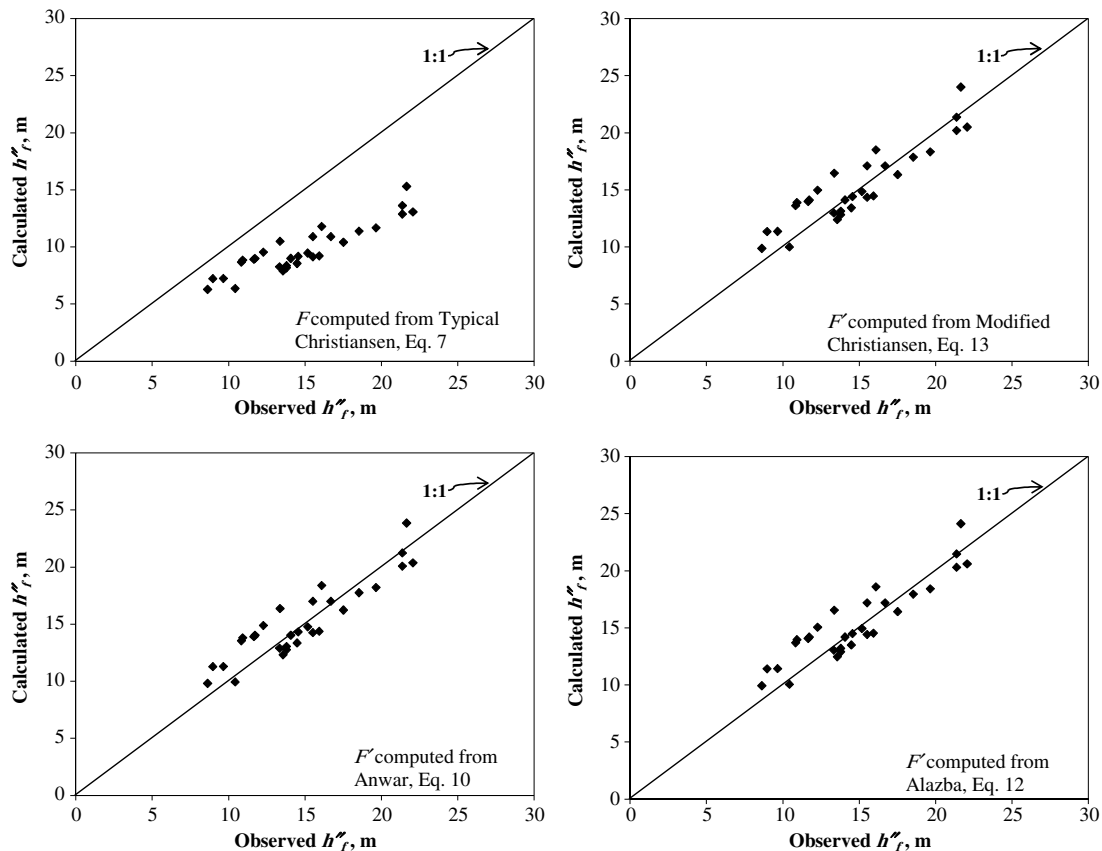 30
25
20
15
10
5
0
Calculated h″f, m
1:1
F computed from Typical
Christiansen, Eq. 7
0 5 10 15 20 25 30
Observed h″f, m
30
25
20
15
10
5
0
Calculated h″f, m
1:1
F′ computed from Modified
Christiansen, Eq. 13
0 5 10 15 20 25 30
Observed h″f, m
30
25
20
15
10
5
0
Calculated h″f, m
1:1
F′ computed from
Anwar, Eq. 10
0 5 10 15 20 25 30
Observed h″f, m
30
25
20
15
10
5
0
Calculated h″f, m
1:1
F′ computed from
Alazba, Eq. 12
0 5 10 15 20 25 30
Observed h″f, m